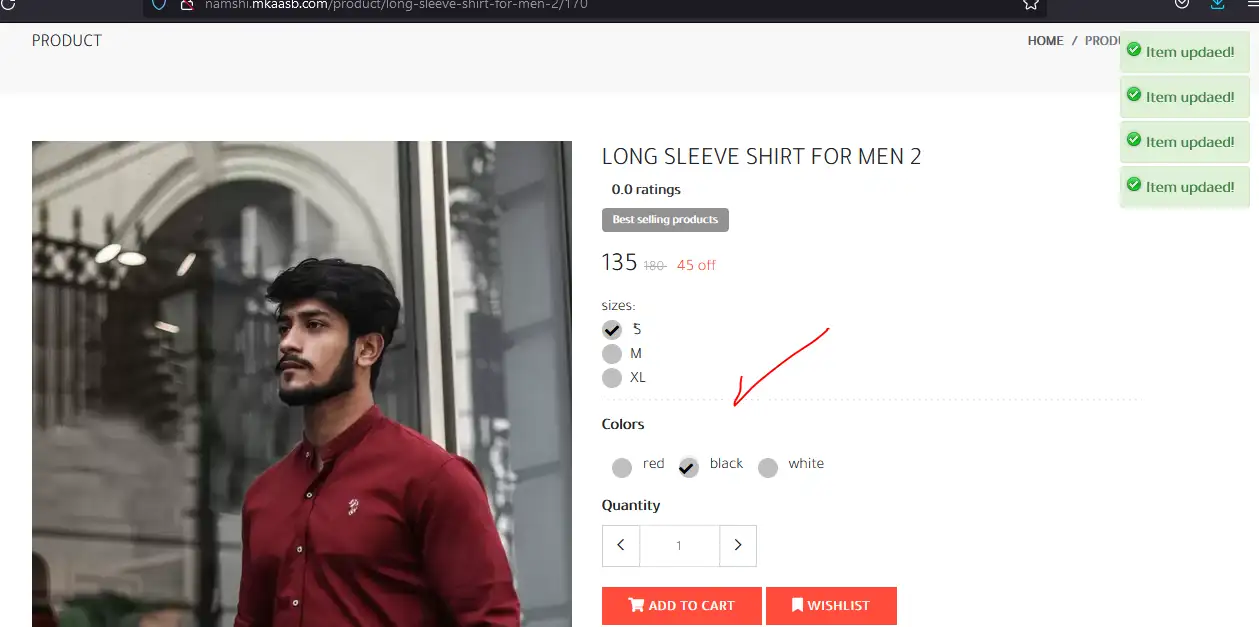 namshi.mkaasb.com/product/long-sleeve-shirt-for-men-2/170
PRODUCT
HOME / PRODU
Item updaed!
Item updaed!
Item updaed!
Item updaed!
LONG SLEEVE SHIRT FOR MEN 2
0.0 ratings
Best selling products
135 180 45 off
sizes:
S
M
XL
Colors
red black white
Quantity
1
ADD TO CART WISHLIST